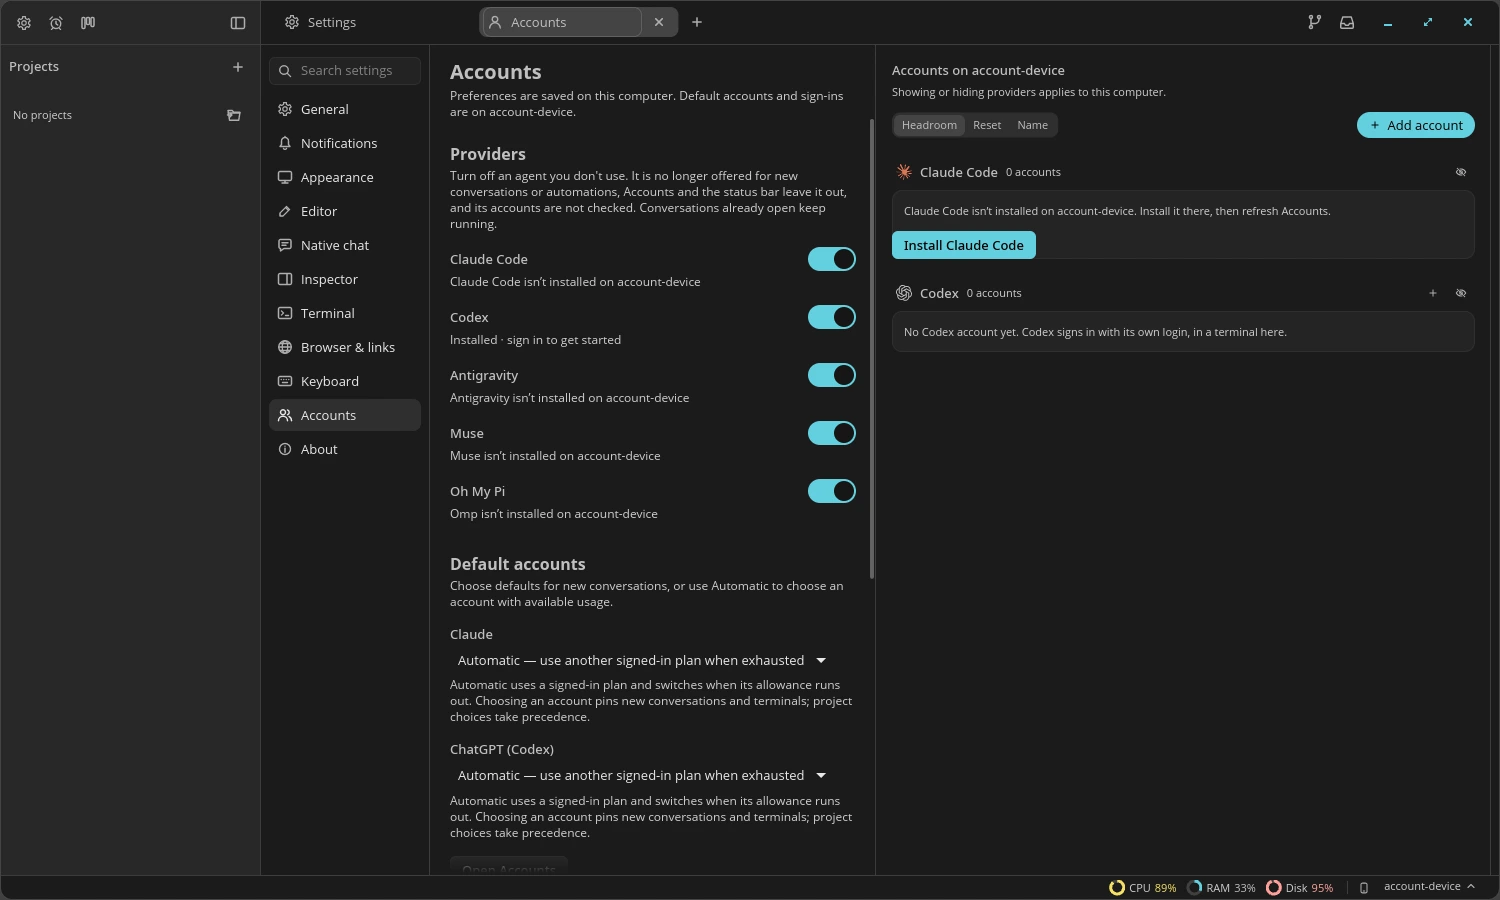 Settings
Accounts
Projects
No projects
Search settings
General
Notifications
Appearance
Editor
Native chat
Inspector
Terminal
Browser & links
Keyboard
Accounts
About
Accounts
Preferences are saved on this computer. Default accounts and sign-ins
are on account-device.
Providers
Turn off an agent you don't use. It is no longer offered for new
conversations or automations, Accounts and the status bar leave it out,
and its accounts are not checked. Conversations already open keep
running.
Claude Code
Claude Code isn’t installed on account-device
Codex
Installed · sign in to get started
Antigravity
Antigravity isn’t installed on account-device
Muse
Muse isn’t installed on account-device
Oh My Pi
Omp isn’t installed on account-device
Default accounts
Choose defaults for new conversations, or use Automatic to choose an
account with available usage.
Claude
Automatic — use another signed-in plan when exhausted
Automatic uses a signed-in plan and switches when its allowance runs
out. Choosing an account pins new conversations and terminals; project
choices take precedence.
ChatGPT (Codex)
Automatic — use another signed-in plan when exhausted
Automatic uses a signed-in plan and switches when its allowance runs
out. Choosing an account pins new conversations and terminals; project
choices take precedence.
Open Accounts
Accounts on account-device
Showing or hiding providers applies to this computer.
Headroom Reset Name
+ Add account
Claude Code 0 accounts
Claude Code isn't installed on account-device. Install it there, then refresh Accounts.
Install Claude Code
Codex 0 accounts
No Codex account yet. Codex signs in with its own login, in a terminal here.
CPU 89% RAM 33% Disk 95% account-device